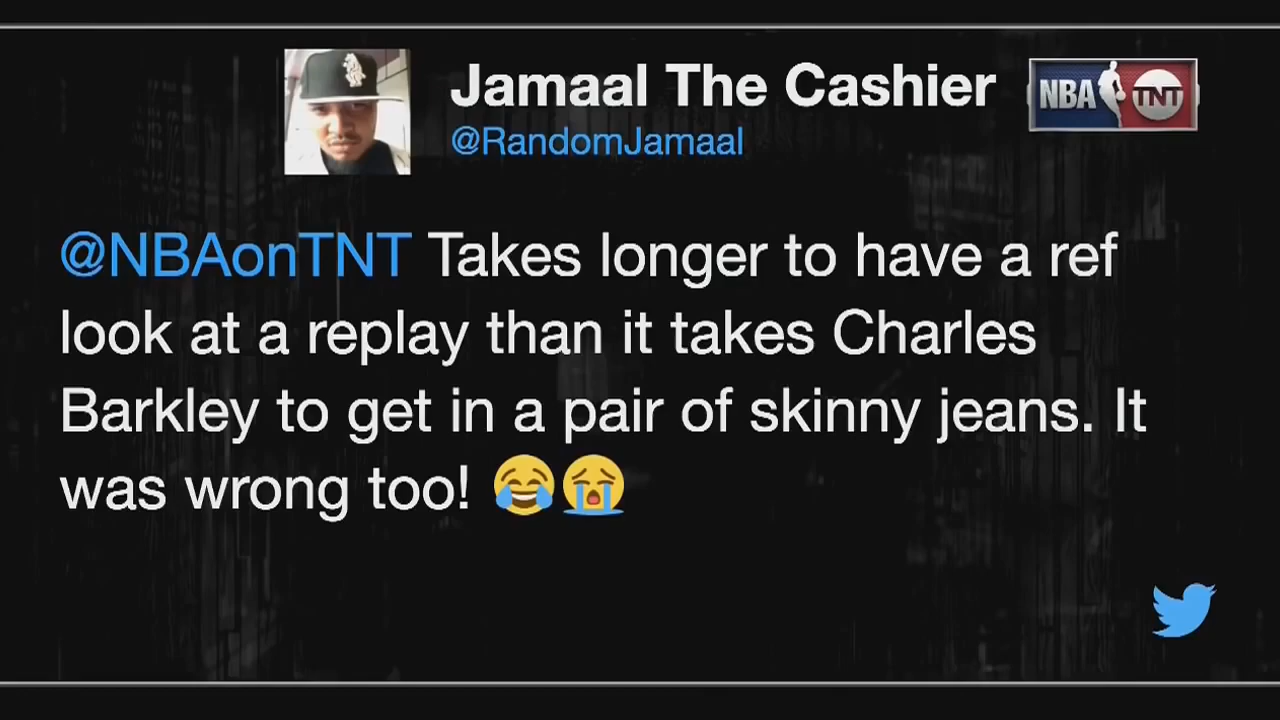 Jamaal The Cashier
@RandomJamaal
NBA TNT
@NBAonTNT Takes longer to have a ref
look at a replay than it takes Charles
Barkley to get in a pair of skinny jeans. It
was wrong too! 😂😭